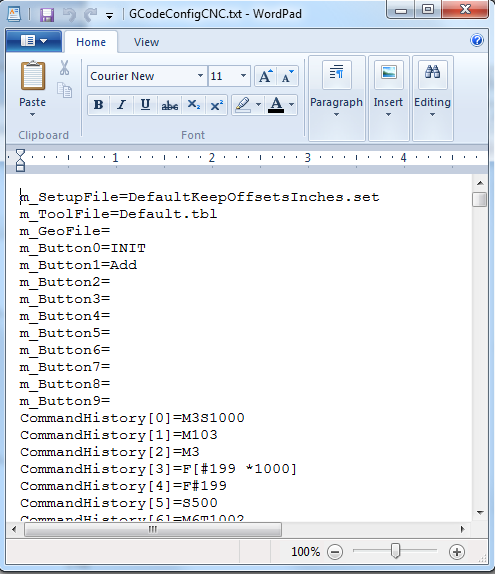 GCodeConfigCNC.txt - WordPad
Home
View
Paste
Clipboard
Courier New
11
A A
B I U abc X₂ X²
A
Font
Paragraph
Insert
Editing
1 2 3 4
m_SetupFile=DefaultKeepOffsetsInches.set
m_ToolFile=Default.tbl
m_GeoFile=
m_Button0=INIT
m_Button1=Add
m_Button2=
m_Button3=
m_Button4=
m_Button5=
m_Button6=
m_Button7=
m_Button8=
m_Button9=
CommandHistory[0]=M3S1000
CommandHistory[1]=M103
CommandHistory[2]=M3
CommandHistory[3]=F[#199 *1000]
CommandHistory[4]=F#199
CommandHistory[5]=S500
CommandHistory[6]=M6T1002
100%